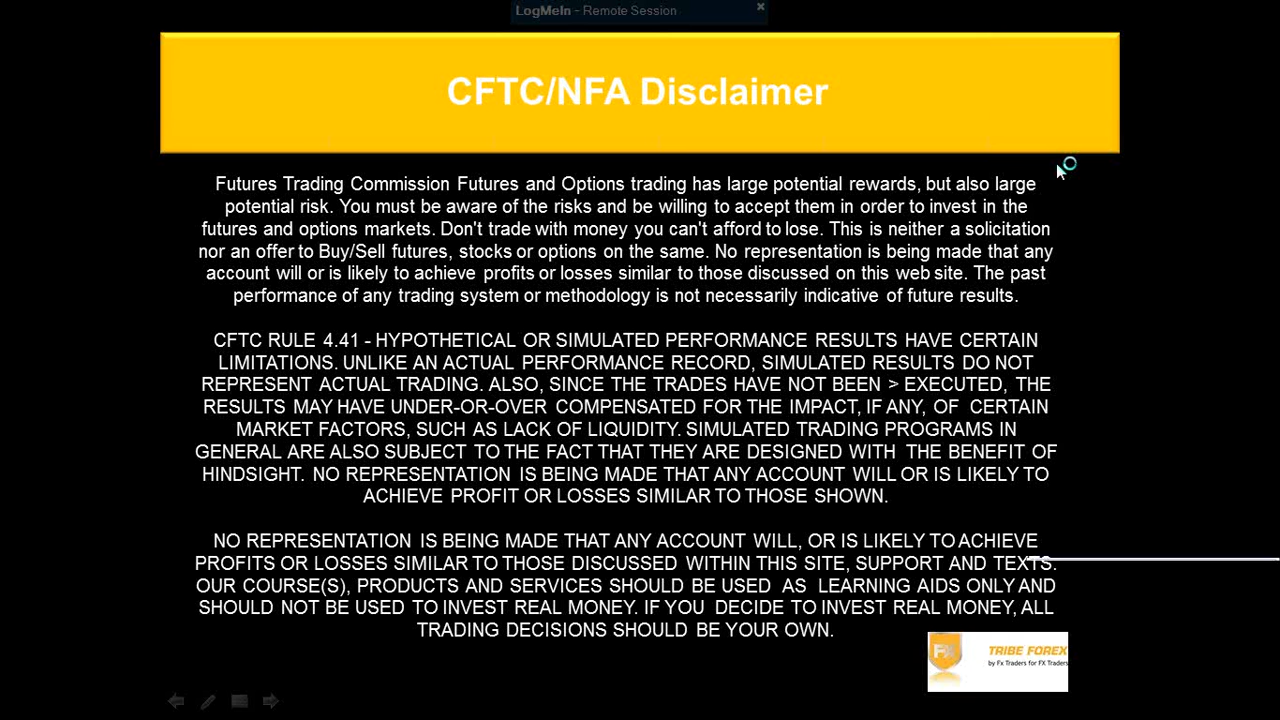 LogMeIn - Remote Session
CFTC/NFA Disclaimer
Futures Trading Commission Futures and Options trading has large potential rewards, but also large
potential risk. You must be aware of the risks and be willing to accept them in order to invest in the
futures and options markets. Don't trade with money you can't afford to lose. This is neither a solicitation
nor an offer to Buy/Sell futures, stocks or options on the same. No representation is being made that any
account will or is likely to achieve profits or losses similar to those discussed on this web site. The past
performance of any trading system or methodology is not necessarily indicative of future results.
CFTC RULE 4.41 - HYPOTHETICAL OR SIMULATED PERFORMANCE RESULTS HAVE CERTAIN
LIMITATIONS. UNLIKE AN ACTUAL PERFORMANCE RECORD, SIMULATED RESULTS DO NOT
REPRESENT ACTUAL TRADING. ALSO, SINCE THE TRADES HAVE NOT BEEN > EXECUTED, THE
RESULTS MAY HAVE UNDER-OR-OVER COMPENSATED FOR THE IMPACT, IF ANY, OF CERTAIN
MARKET FACTORS, SUCH AS LACK OF LIQUIDITY. SIMULATED TRADING PROGRAMS IN
GENERAL ARE ALSO SUBJECT TO THE FACT THAT THEY ARE DESIGNED WITH THE BENEFIT OF
HINDSIGHT. NO REPRESENTATION IS BEING MADE THAT ANY ACCOUNT WILL OR IS LIKELY TO
ACHIEVE PROFIT OR LOSSES SIMILAR TO THOSE SHOWN.
NO REPRESENTATION IS BEING MADE THAT ANY ACCOUNT WILL, OR IS LIKELY TO ACHIEVE
PROFITS OR LOSSES SIMILAR TO THOSE DISCUSSED WITHIN THIS SITE, SUPPORT AND TEXTS.
OUR COURSE(S), PRODUCTS AND SERVICES SHOULD BE USED AS LEARNING AIDS ONLY AND
SHOULD NOT BE USED TO INVEST REAL MONEY. IF YOU DECIDE TO INVEST REAL MONEY, ALL
TRADING DECISIONS SHOULD BE YOUR OWN.
FX
TRIBE FOREX
by Fx Traders for FX Traders